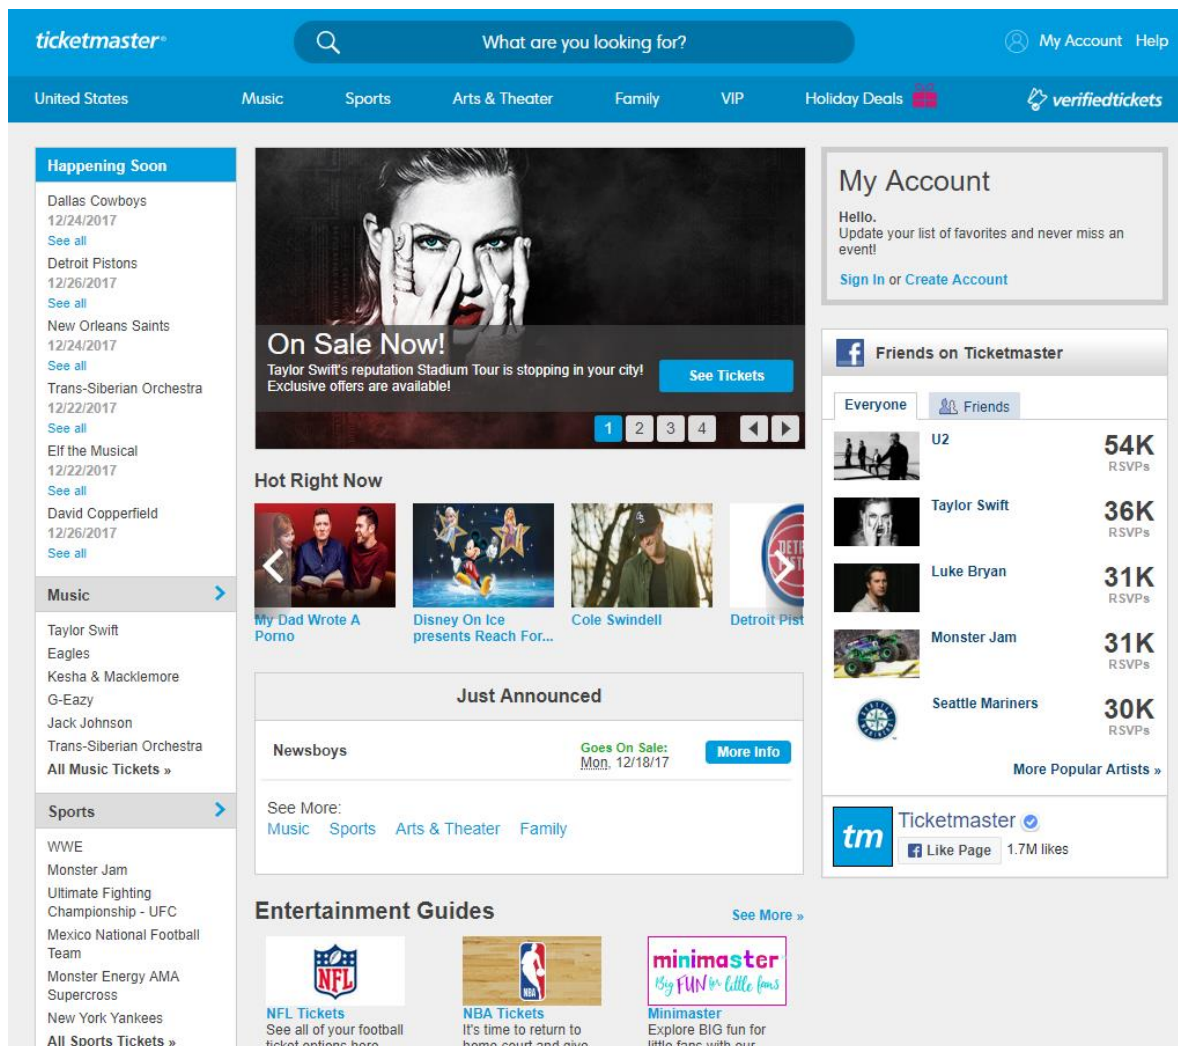 ticketmaster®
What are you looking for?
My Account Help
United States Music Sports Arts & Theater Family VIP Holiday Deals verifiedtickets
Happening Soon
Dallas Cowboys
12/24/2017
See all
Detroit Pistons
12/26/2017
See all
New Orleans Saints
12/24/2017
See all
Trans-Siberian Orchestra
12/22/2017
See all
Elf the Musical
12/22/2017
See all
David Copperfield
12/26/2017
See all
Music
Taylor Swift
Eagles
Kesha & Macklemore
G-Eazy
Jack Johnson
Trans-Siberian Orchestra
All Music Tickets »
Sports
WWE
Monster Jam
Ultimate Fighting
Championship - UFC
Mexico National Football
Team
Monster Energy AMA
Supercross
New York Yankees
All Sports Tickets »
On Sale Now!
Taylor Swift's reputation Stadium Tour is stopping in your city!
Exclusive offers are available!
See Tickets
1 2 3 4
Hot Right Now
My Dad Wrote A
Porno
Disney On Ice
presents Reach For...
Cole Swindell
DETR
Detroit Pist
Just Announced
Newsboys
Goes On Sale:
Mon, 12/18/17
More Info
See More:
Music Sports Arts & Theater Family
Entertainment Guides
See More »
NFL
NFL Tickets
See all of your football
ticket options here
NBA
NBA Tickets
It's time to return to
home court and give
minimaster
Big FUN for little fans
Minimaster
Explore BIG fun for
little fans with our
My Account
Hello.
Update your list of favorites and never miss an
event!
Sign In or Create Account
Friends on Ticketmaster
Everyone Friends
U2
54K
RSVPs
Taylor Swift
36K
RSVPs
Luke Bryan
31K
RSVPs
Monster Jam
31K
RSVPs
Seattle Mariners
30K
RSVPs
More Popular Artists »
tm
Ticketmaster
Like Page 1.7M likes